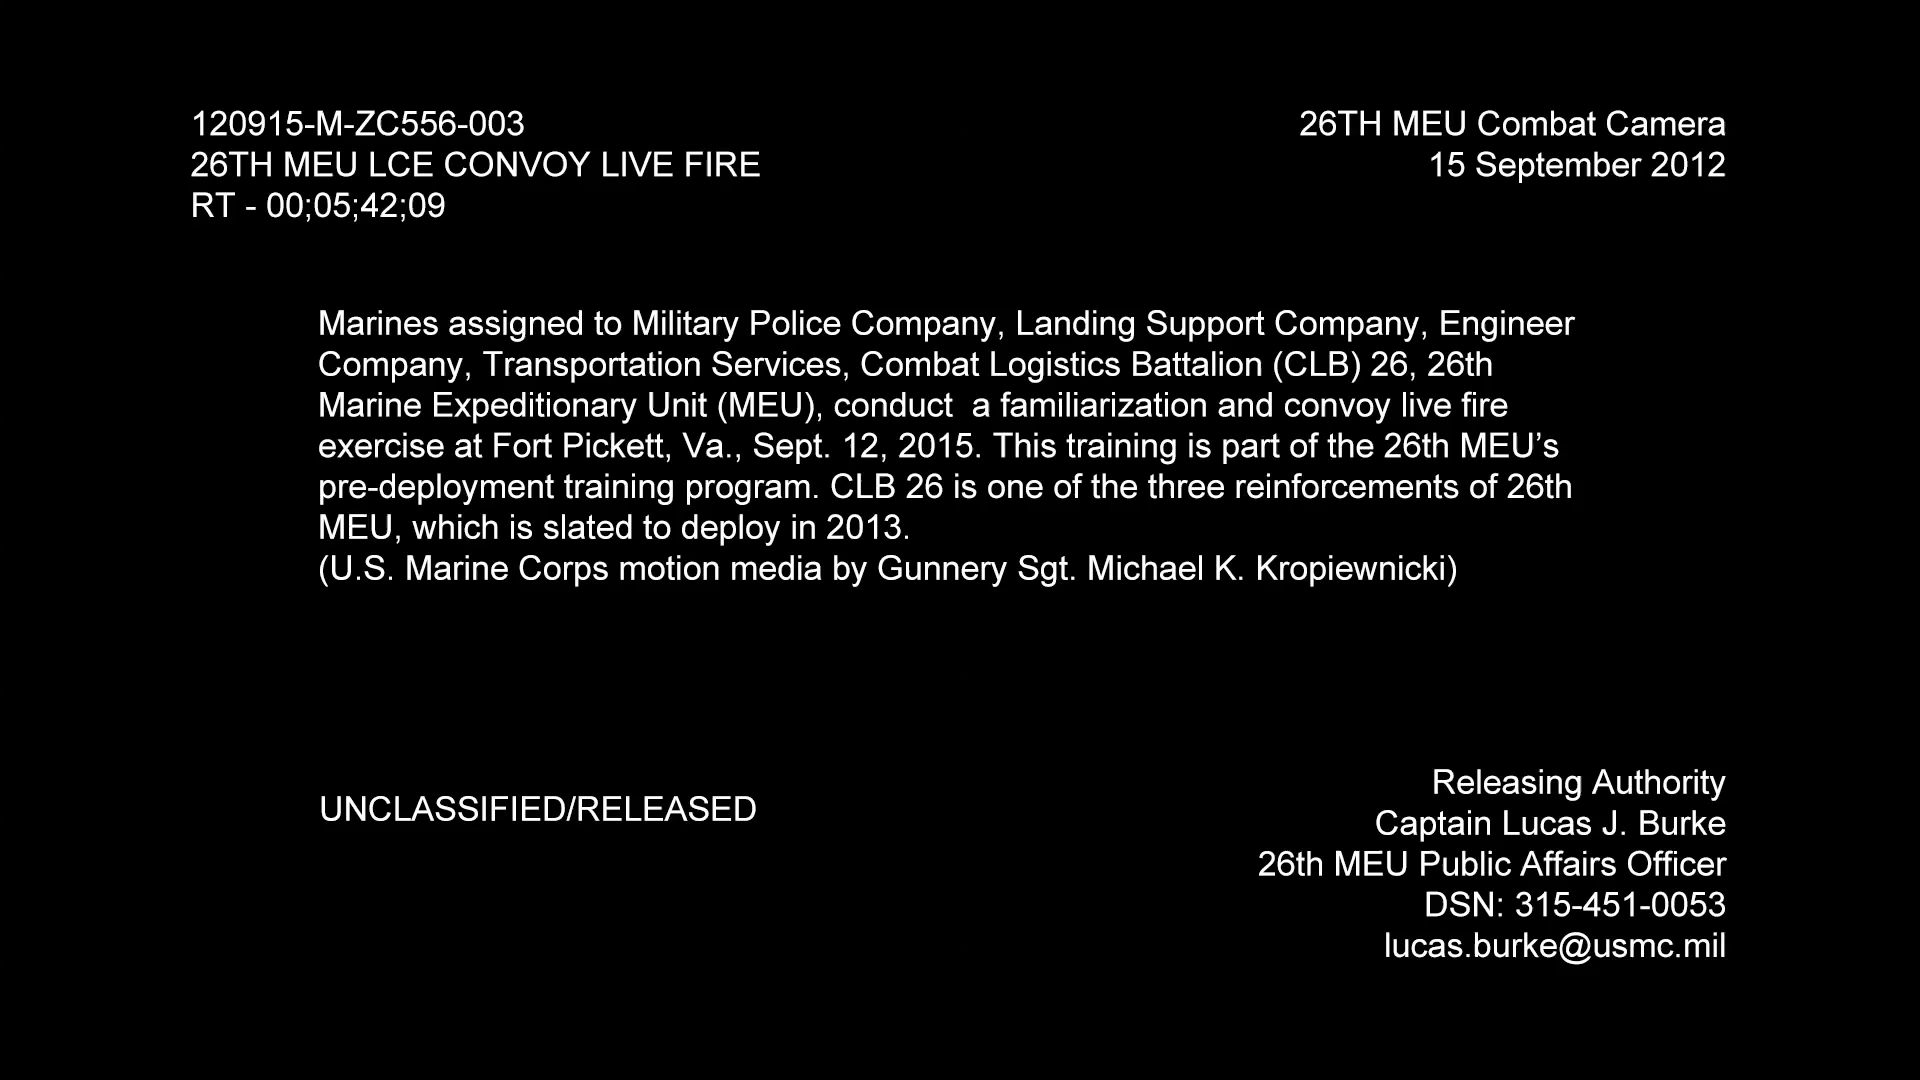 120915-M-ZC556-003
26TH MEU LCE CONVOY LIVE FIRE
RT - 00;05;42;09
26TH MEU Combat Camera
15 September 2012
Marines assigned to Military Police Company, Landing Support Company, Engineer
Company, Transportation Services, Combat Logistics Battalion (CLB) 26, 26th
Marine Expeditionary Unit (MEU), conduct  a familiarization and convoy live fire
exercise at Fort Pickett, Va., Sept. 12, 2015. This training is part of the 26th MEU’s
pre-deployment training program. CLB 26 is one of the three reinforcements of 26th
MEU, which is slated to deploy in 2013.
(U.S. Marine Corps motion media by Gunnery Sgt. Michael K. Kropiewnicki)
UNCLASSIFIED/RELEASED
Releasing Authority
Captain Lucas J. Burke
26th MEU Public Affairs Officer
DSN: 315-451-0053
lucas.burke@usmc.mil